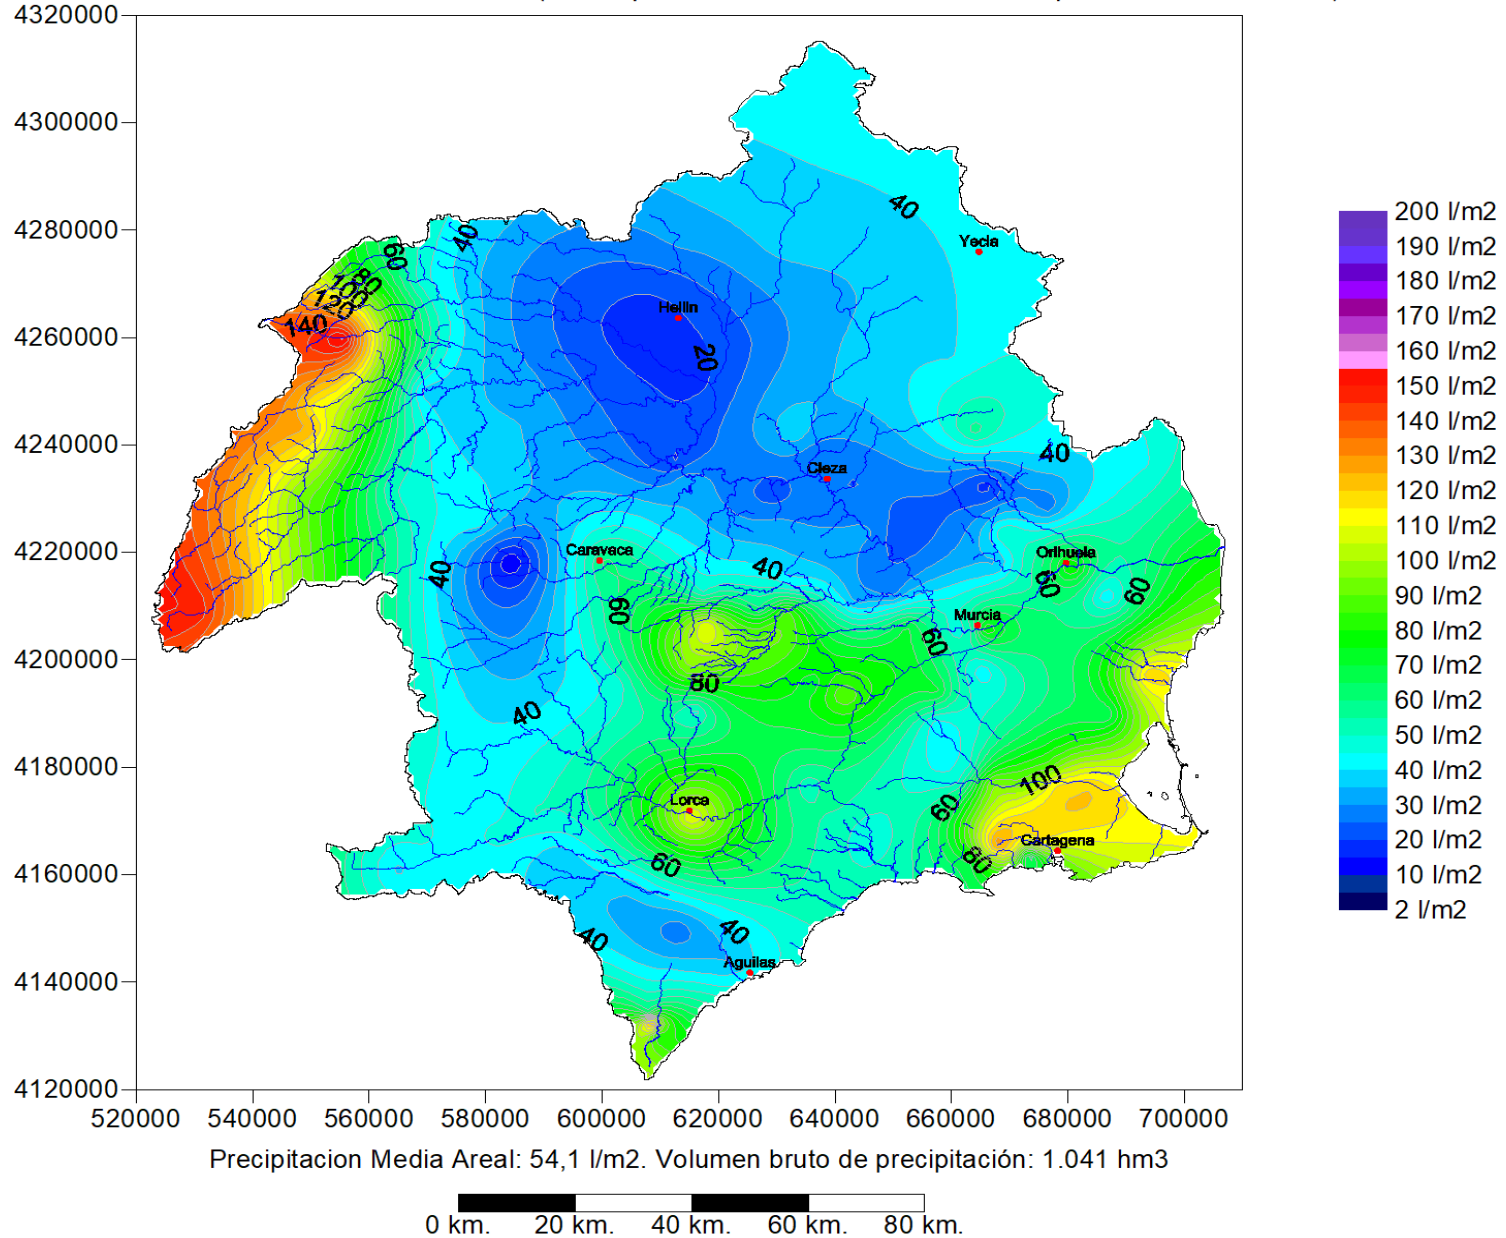 4320000
4300000
4280000
4260000
4240000
4220000
4200000
4180000
4160000
4140000
4120000
520000 540000 560000 580000 600000 620000 640000 660000 680000 700000
40
Yecla
40
60
80
120
140
Hellin
20
40
Cieza
Caravaca
40
40
60
Orihuela
60
60
Murcia
60
80
40
100
Lorca
60
60
Cartagena
80
40
40
Aguilas
200 l/m2
190 l/m2
180 l/m2
170 l/m2
160 l/m2
150 l/m2
140 l/m2
130 l/m2
120 l/m2
110 l/m2
100 l/m2
90 l/m2
80 l/m2
70 l/m2
60 l/m2
50 l/m2
40 l/m2
30 l/m2
20 l/m2
10 l/m2
2 l/m2
Precipitacion Media Areal: 54,1 l/m2. Volumen bruto de precipitación: 1.041 hm3
0 km. 20 km. 40 km. 60 km. 80 km.